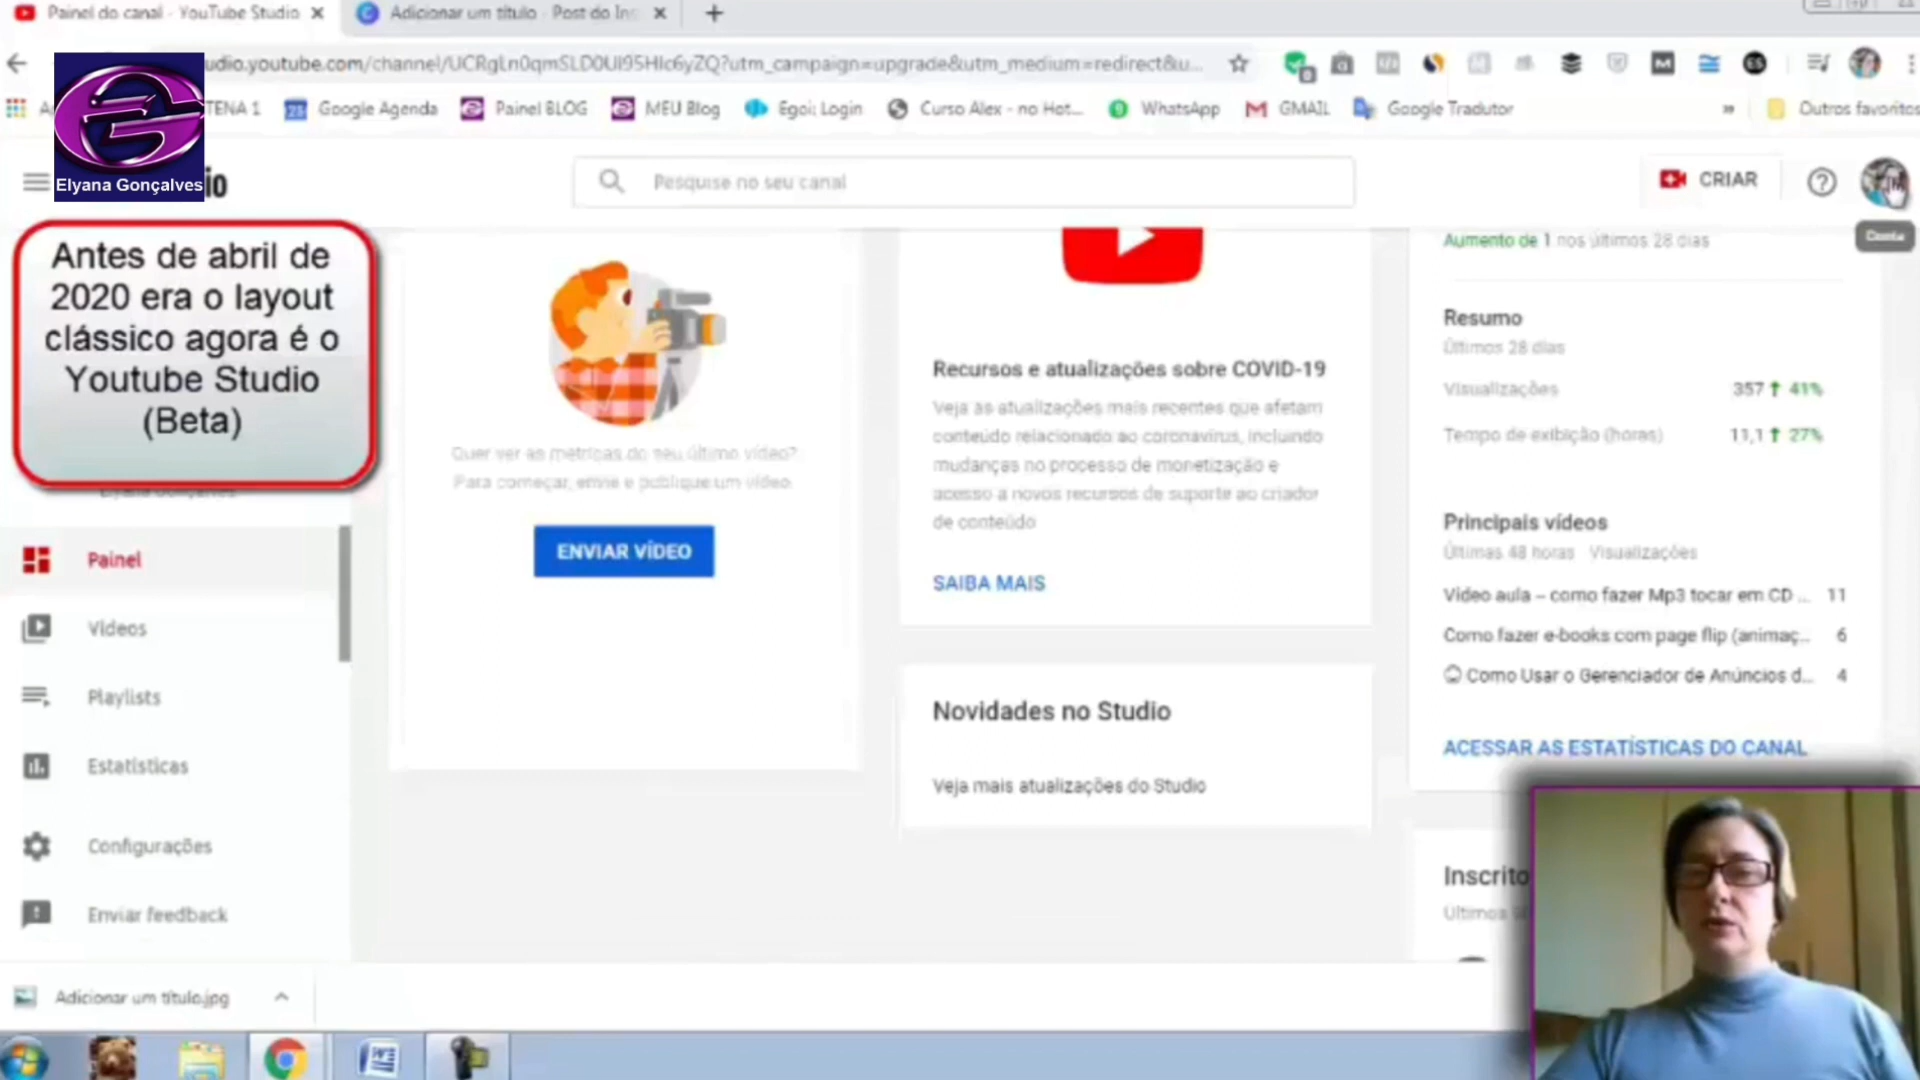 Painel do canal - YouTube Studio
Adicionar um título - Post do Ins
udio.youtube.com/channel/UCRgLn0qmSLD0UI95HIc6yZQ?utm_campaign=upgrade&utm_medium=redirect&u...
TENA 1
Google Agenda
Painel BLOG
MEU Blog
Egoi: Login
Curso Alex - no Hot...
WhatsApp
GMAIL
Google Tradutor
»
Outros favoritos
Elyana Gonçalves
io
Pesquise no seu canal
CRIAR
Conta
Antes de abril de
2020 era o layout
clássico agora é o
Youtube Studio
(Beta)
Elyana Gonçalves
Painel
Vídeos
Playlists
Estatísticas
Configurações
Enviar feedback
Quer ver as métricas do seu último vídeo?
Para começar, envie e publique um vídeo.
ENVIAR VÍDEO
Recursos e atualizações sobre COVID-19
Veja as atualizações mais recentes que afetam
conteúdo relacionado ao coronavírus, incluindo
mudanças no processo de monetização e
acesso a novos recursos de suporte ao criador
de conteúdo
SAIBA MAIS
Novidades no Studio
Veja mais atualizações do Studio
Aumento de 1 nos últimos 28 dias
Resumo
Últimos 28 dias
Visualizações 357 41%
Tempo de exibição (horas) 11,1 27%
Principais vídeos
Últimas 48 horas · Visualizações
Vídeo aula – como fazer Mp3 tocar em CD ... 11
Como fazer e-books com page flip (animaç... 6
Como Usar o Gerenciador de Anúncios d... 4
ACESSAR AS ESTATÍSTICAS DO CANAL
Inscrito
Últimos
Adicionar um título.jpg